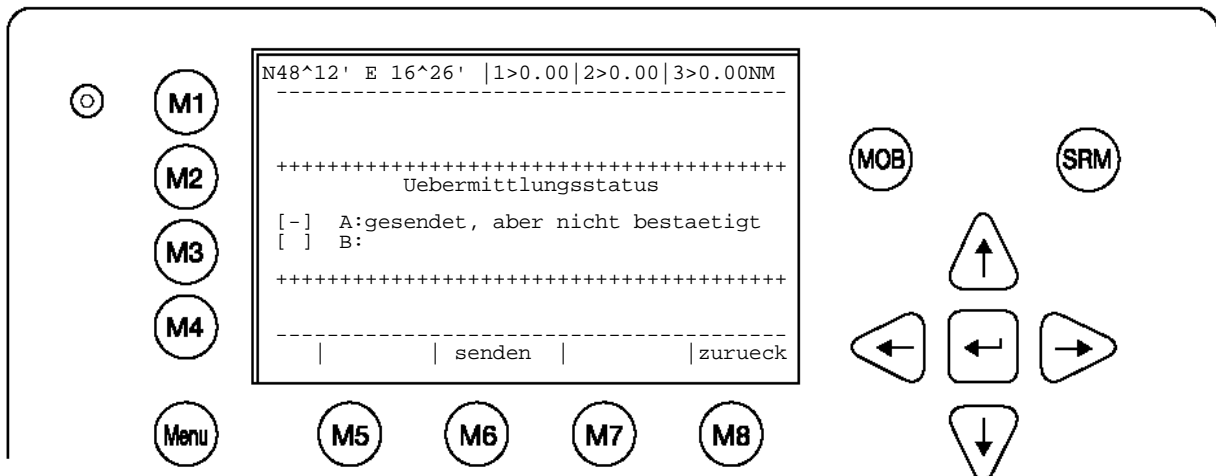 N48^12' E 16^26' |1>0.00|2>0.00|3>0.00NM
----------------------------------------
++++++++++++++++++++++++++++++++++++++++
Uebermittlungsstatus
[-] A:gesendet, aber nicht bestaetigt
[ ] B:
++++++++++++++++++++++++++++++++++++++++
----------------------------------------
| | senden | |zurueck
M1
M2
M3
M4
MOB
SRM
Menu
M5
M6
M7
M8